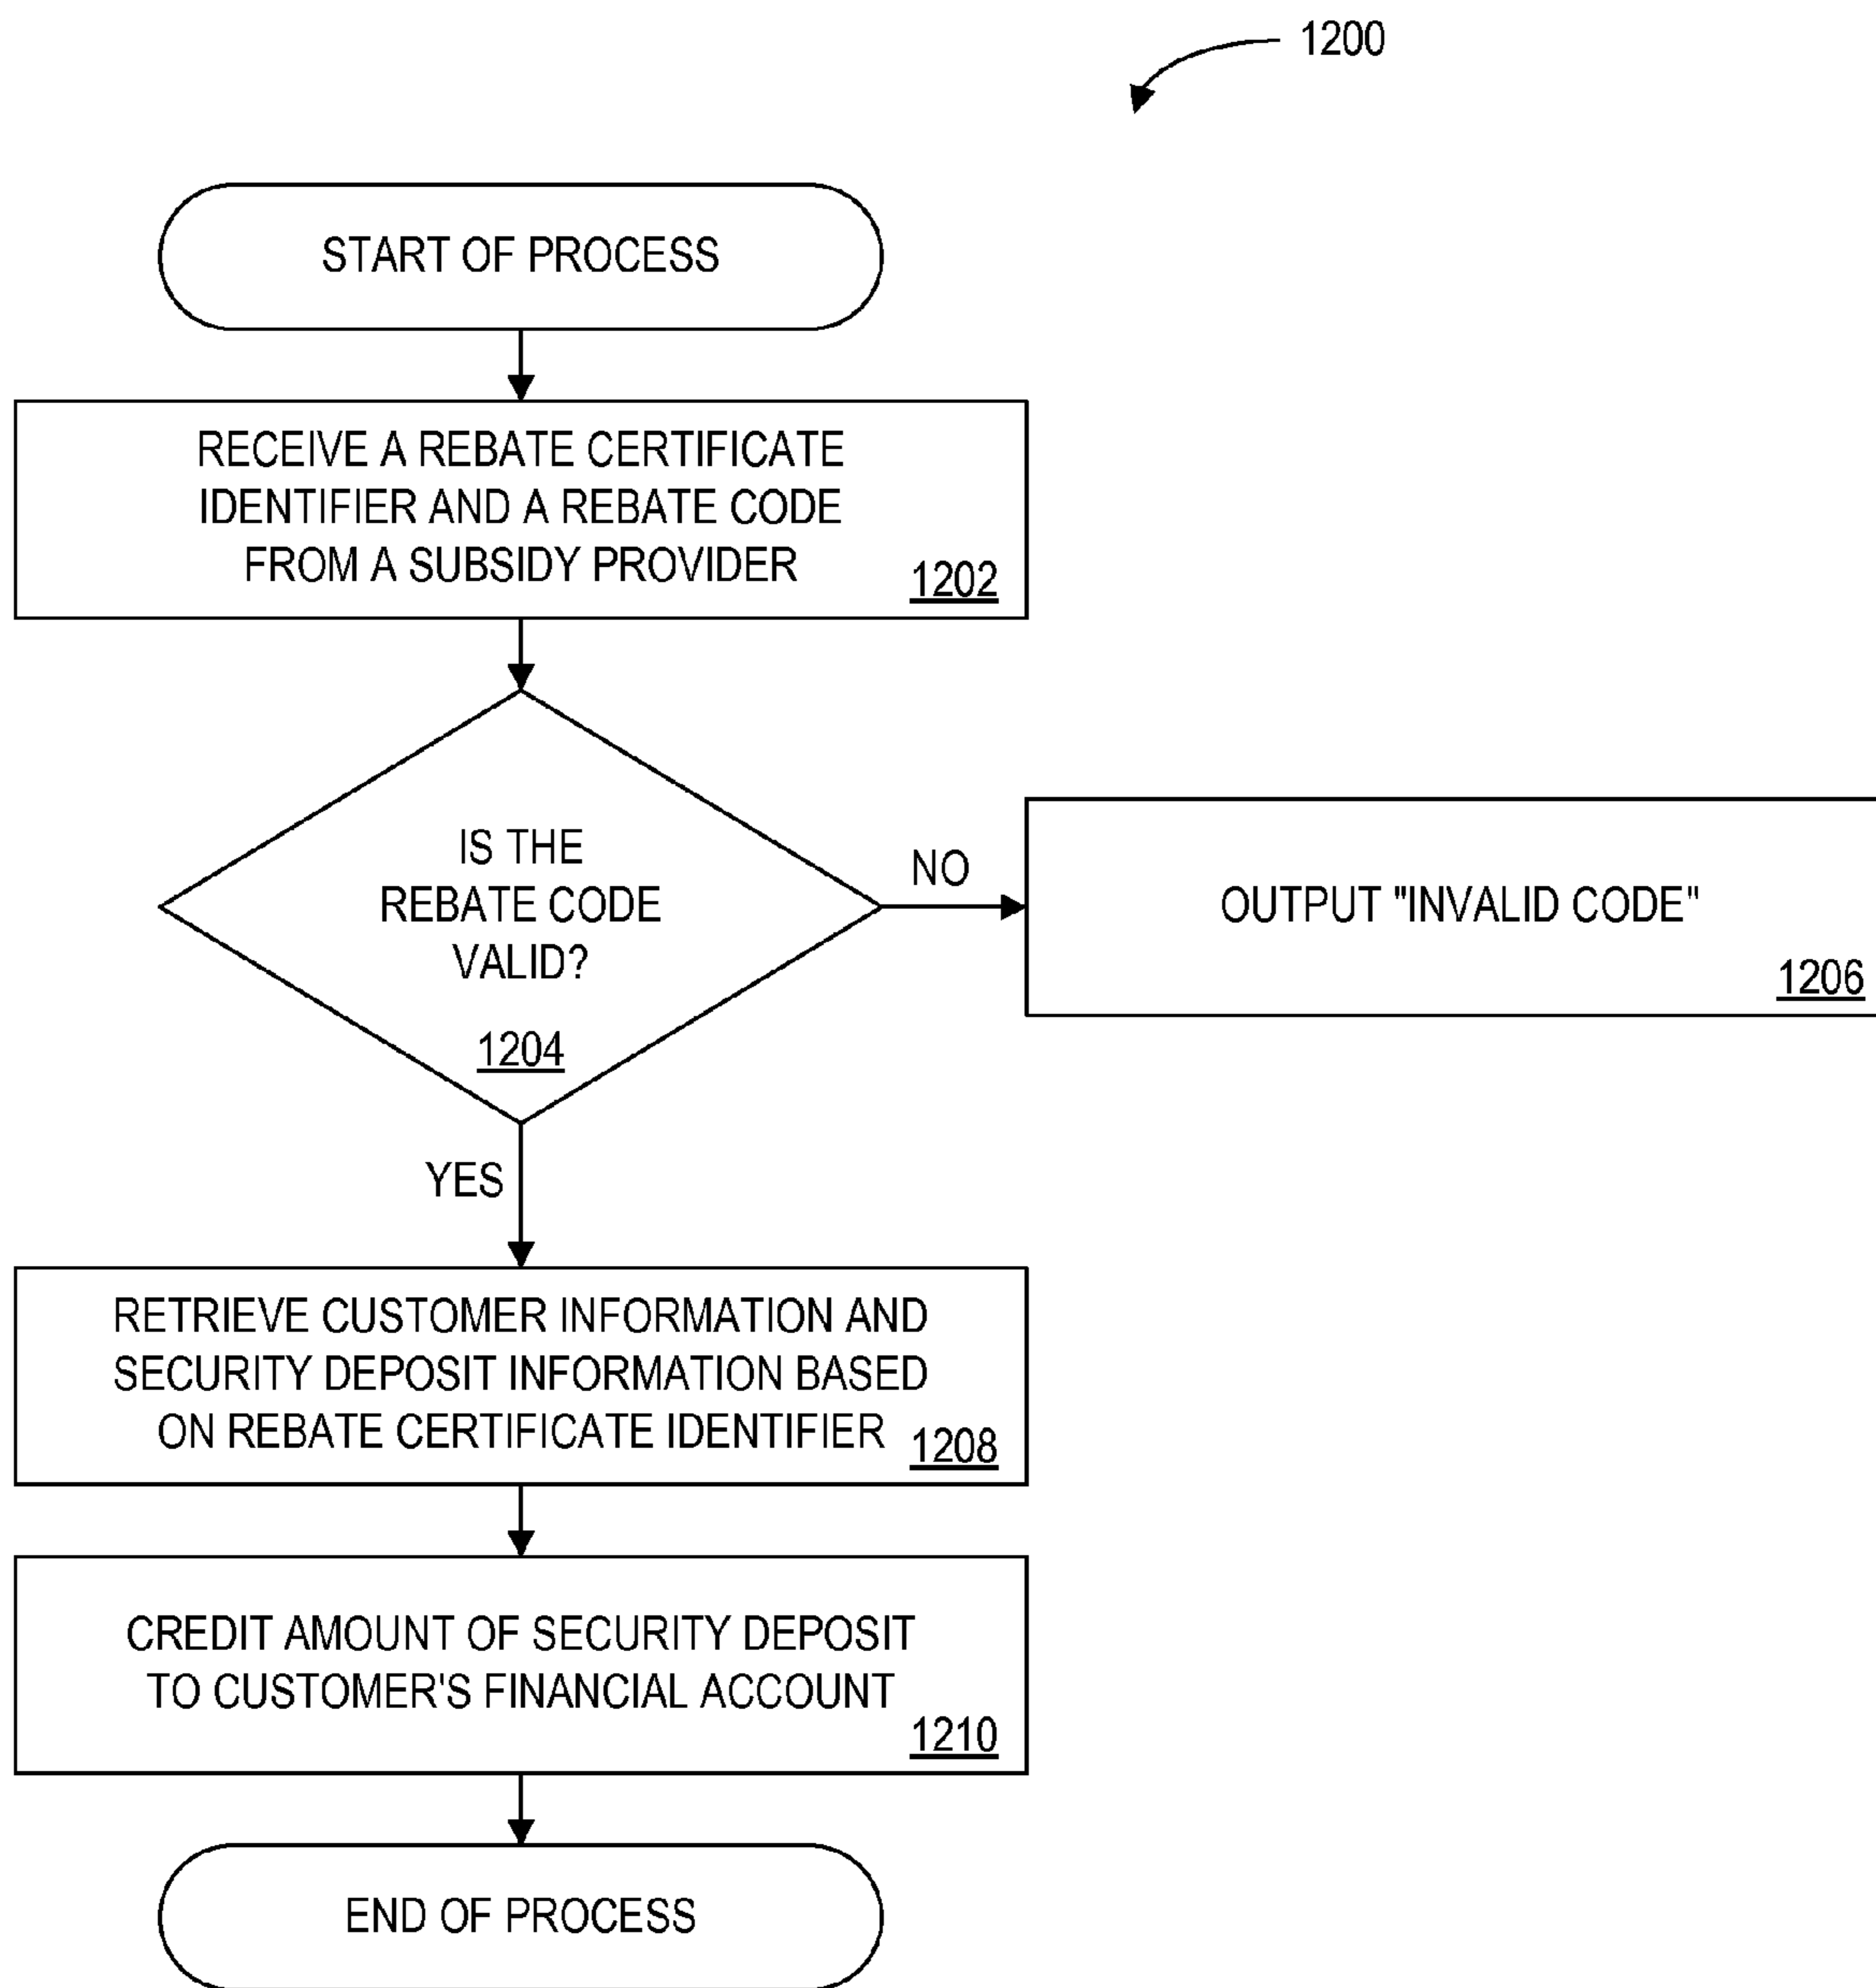 1200
START OF PROCESS
RECEIVE A REBATE CERTIFICATE
IDENTIFIER AND A REBATE CODE
FROM A SUBSIDY PROVIDER
1202
IS THE
REBATE CODE
VALID?
1204
NO
OUTPUT "INVALID CODE"
1206
YES
RETRIEVE CUSTOMER INFORMATION AND
SECURITY DEPOSIT INFORMATION BASED
ON REBATE CERTIFICATE IDENTIFIER
1208
CREDIT AMOUNT OF SECURITY DEPOSIT
TO CUSTOMER'S FINANCIAL ACCOUNT
1210
END OF PROCESS